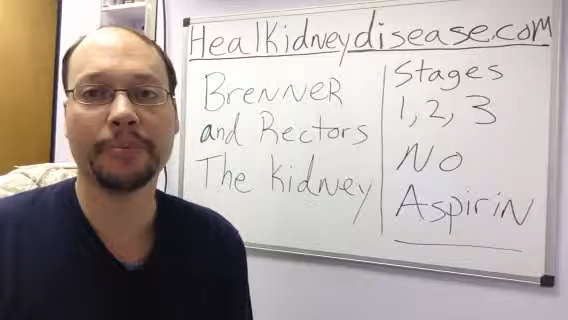 Healkidneydisease.com
Brenner
and Rectors
The Kidney
Stages
1, 2, 3
No
Aspirin